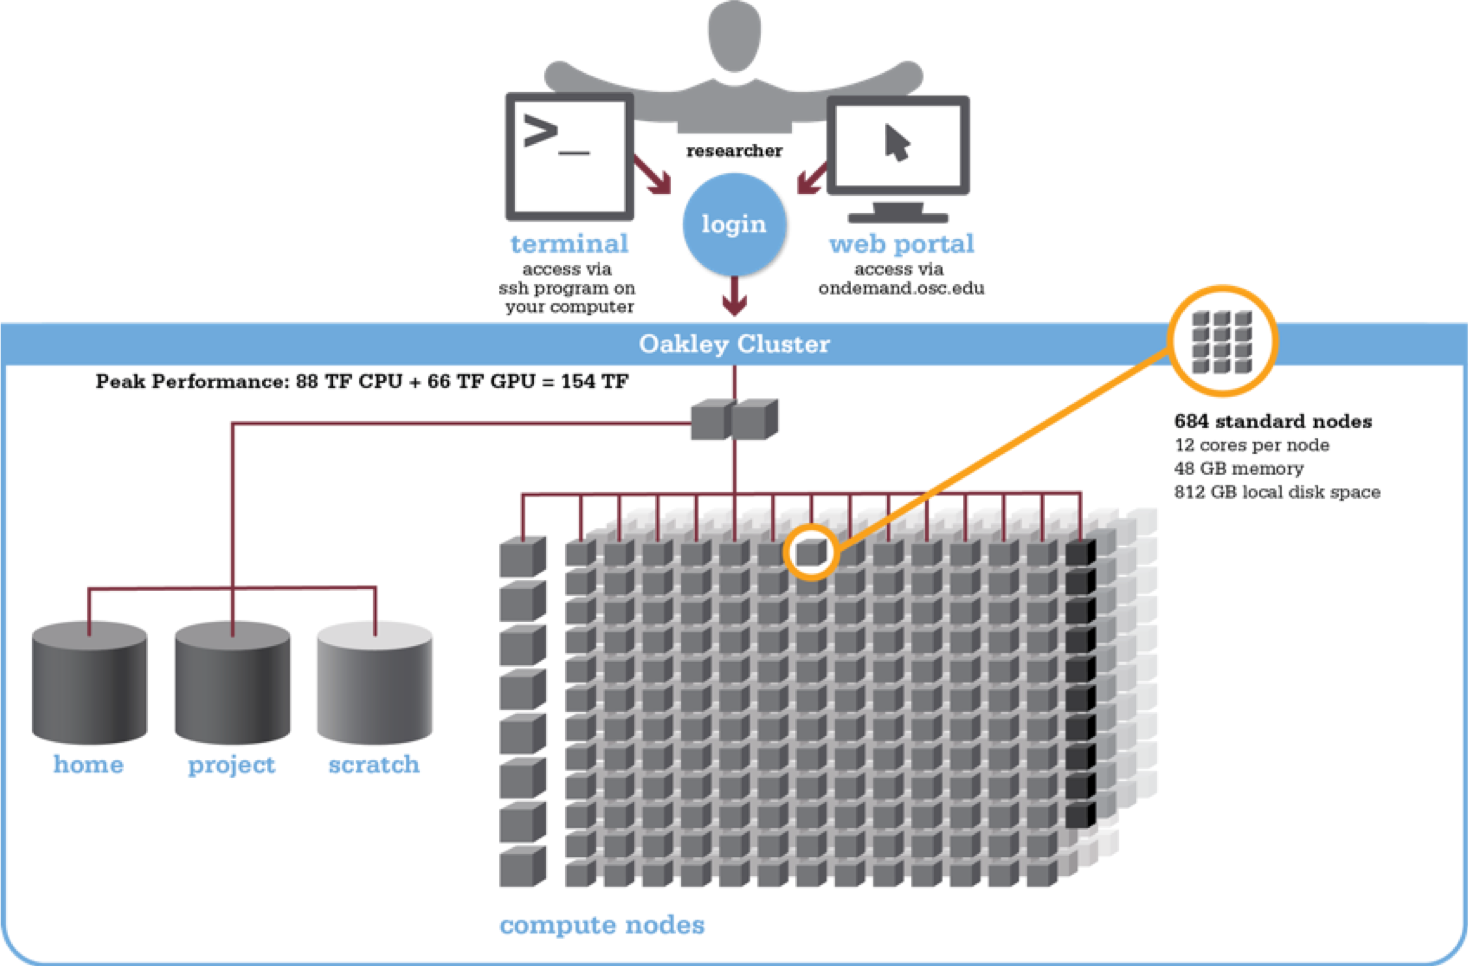 >_
researcher
login
terminal
access via
ssh program on
your computer
web portal
access via
ondemand.osc.edu
Oakley Cluster
Peak Performance: 88 TF CPU + 66 TF GPU = 154 TF
684 standard nodes
12 cores per node
48 GB memory
812 GB local disk space
home
project
scratch
compute nodes